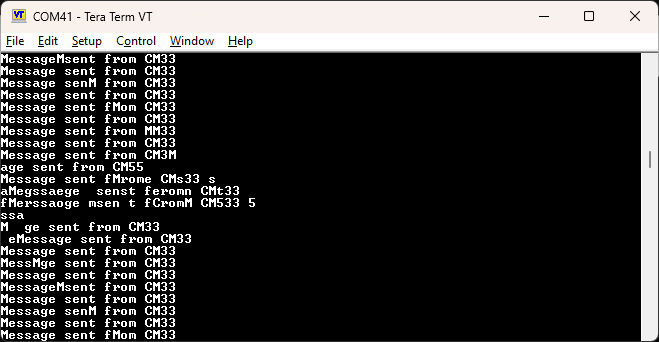 COM41 - Tera Term VT
File Edit Setup Control Window Help
MessageMsent from CM33
Message sent from CM33
Message senM from CM33
Message sent from CM33
Message sent fMom CM33
Message sent from CM33
Message sent from MM33
Message sent from CM33
Message sent from CM3M
age sent from CM55
Message sent fMrome CMs33 s
aMegssaege  senst feromn CMt33
fMerssaoge msen t fCromM CM533 5
ssa
M  ge sent from CM33
 eMessage sent from CM33
Message sent from CM33
MessMge sent from CM33
Message sent from CM33
MessageMsent from CM33
Message sent from CM33
Message senM from CM33
Message sent from CM33
Message sent fMom CM33